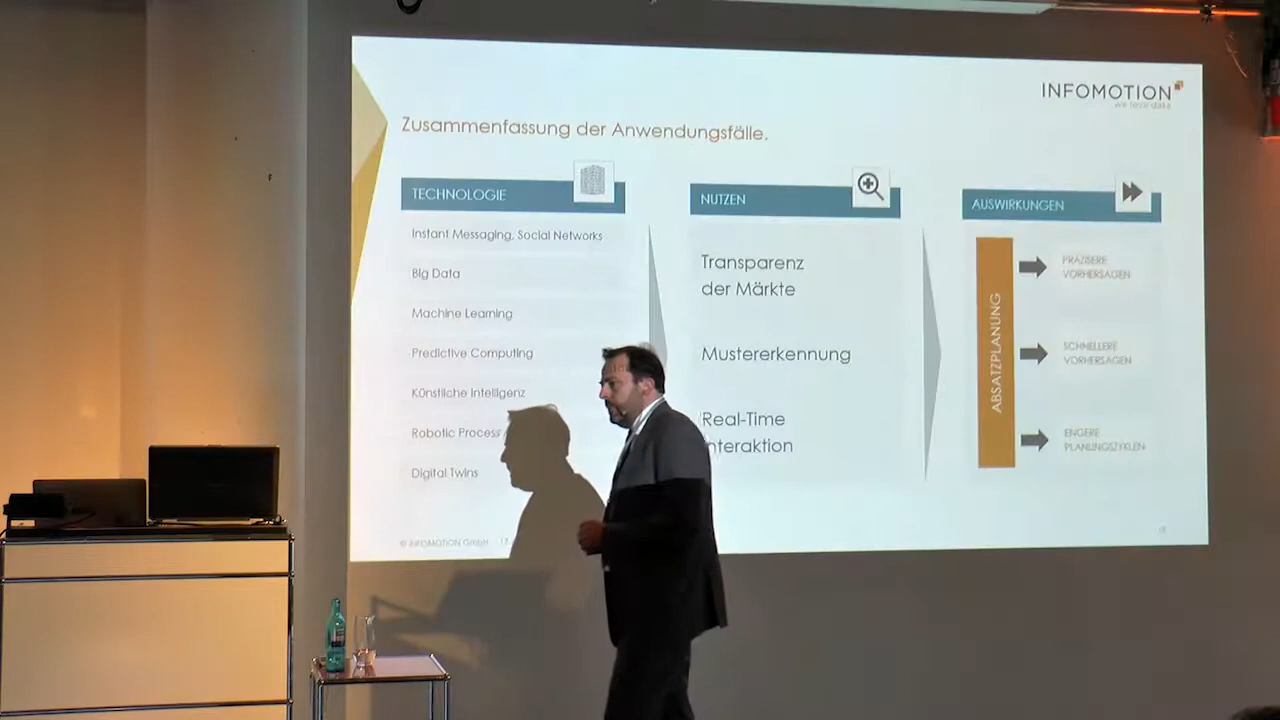 INFOMOTION
Zusammenfassung der Anwendungsfälle.
TECHNOLOGIE
Instant Messaging, Social Networks
Big Data
Machine Learning
Predictive Computing
Künstliche Intelligenz
Robotic Process
Digital Twins
NUTZEN
Transparenz
der Märkte
Mustererkennung
Real-Time
Interaktion
AUSWIRKUNGEN
ABSATZPLANUNG
PRÄZISERE
VORHERSAGEN
SCHNELLERE
VORHERSAGEN
ENGERE
PLANUNGSZYKLEN
© INFOMOTION GmbH